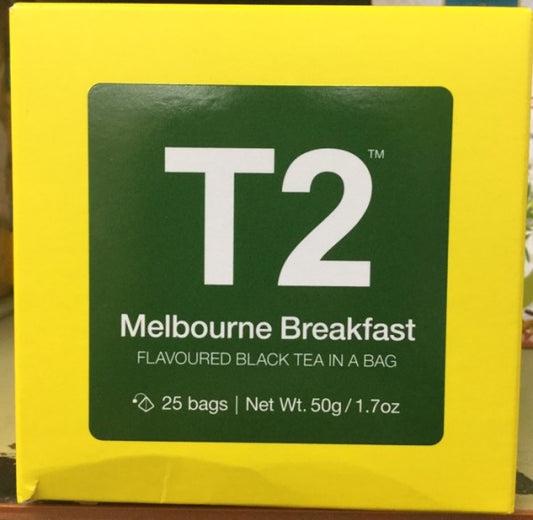 T2™
Melbourne Breakfast
FLAVOURED BLACK TEA IN A BAG
25 bags | Net Wt. 50g/1.7oz